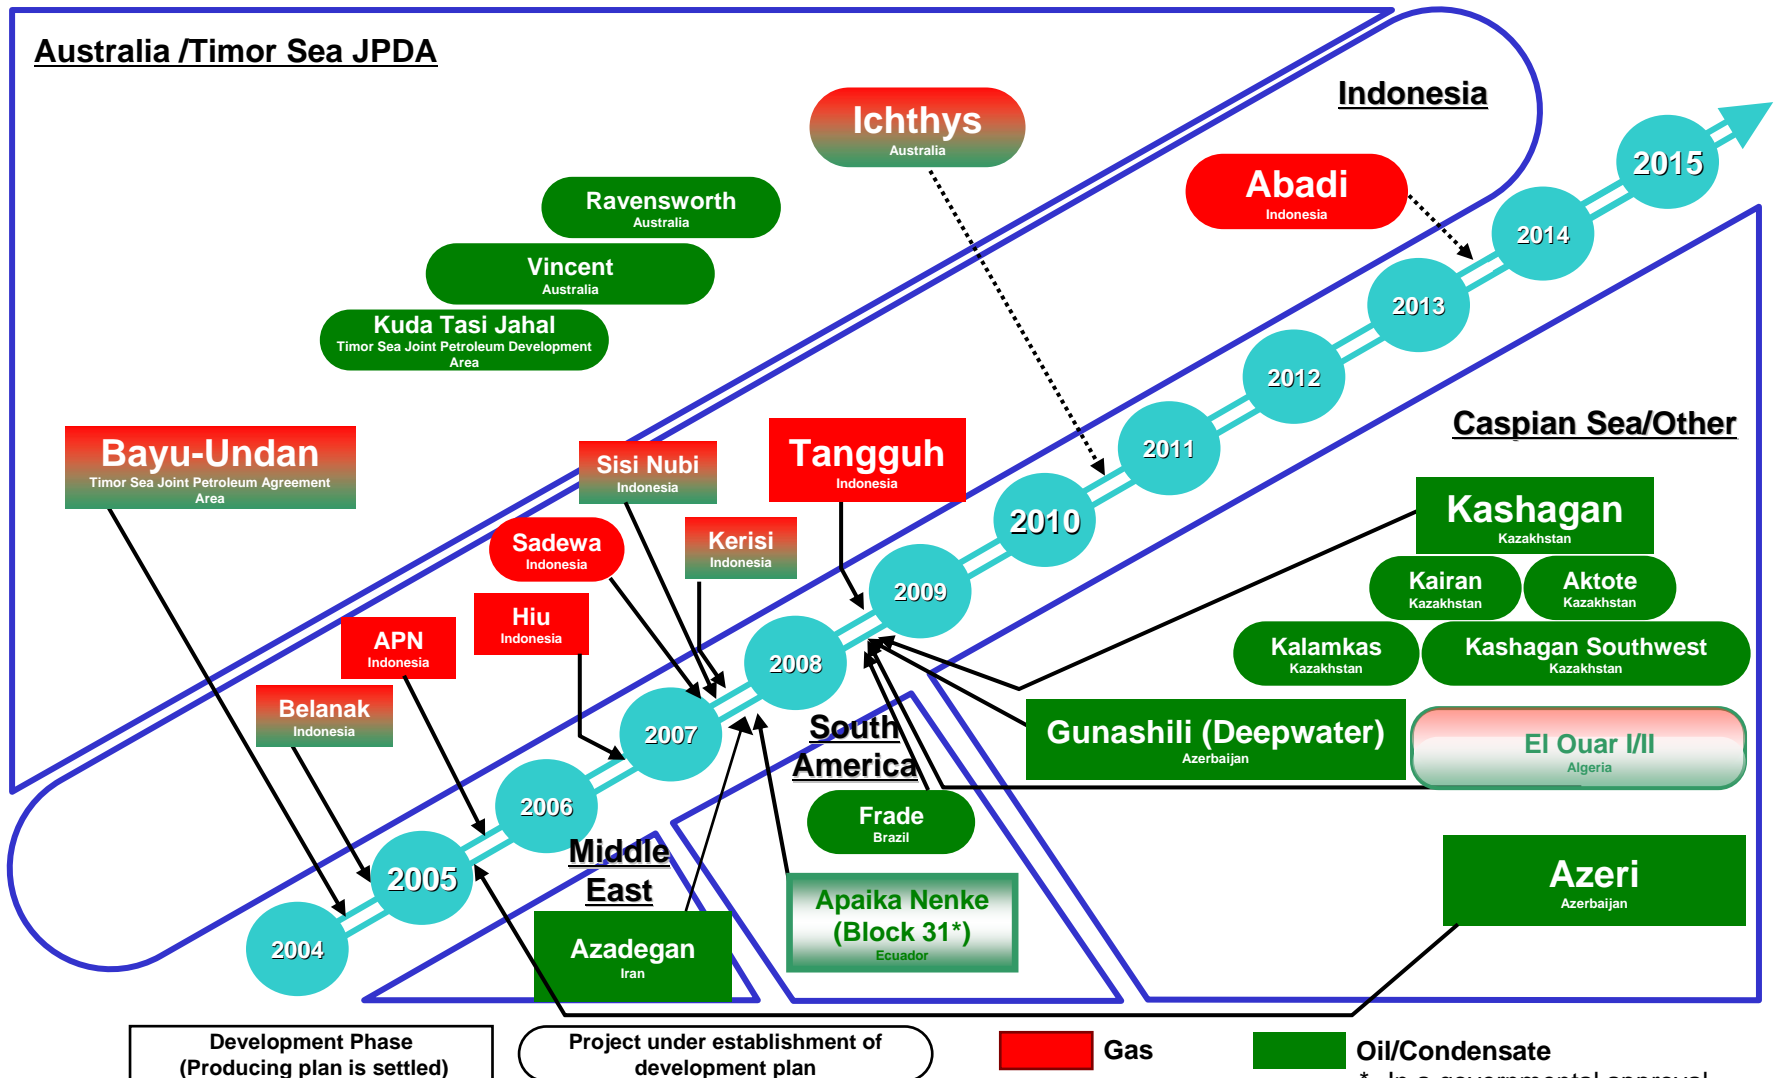 Australia /Timor Sea JPDA
Indonesia
Ichthys
Australia
Abadi
Indonesia
Ravensworth
Australia
Vincent
Australia
Kuda Tasi Jahal
Timor Sea Joint Petroleum Development
Area
2015
2014
2013
2012
2011
2010
2009
2008
2007
2006
2005
2004
Bayu-Undan
Timor Sea Joint Petroleum Agreement
Area
Sisi Nubi
Indonesia
Tangguh
Indonesia
Sadewa
Indonesia
Kerisi
Indonesia
Hiu
Indonesia
APN
Indonesia
Belanak
Indonesia
Caspian Sea/Other
Kashagan
Kazakhstan
Kairan
Kazakhstan
Aktote
Kazakhstan
Kalamkas
Kazakhstan
Kashagan Southwest
Kazakhstan
Gunashili (Deepwater)
Azerbaijan
El Ouar I/II
Algeria
Azeri
Azerbaijan
South
America
Frade
Brazil
Apaika Nenke
(Block 31*)
Ecuador
Middle
East
Azadegan
Iran
Development Phase
(Producing plan is settled)
Project under establishment of
development plan
Gas
Oil/Condensate
* In a governmental approval